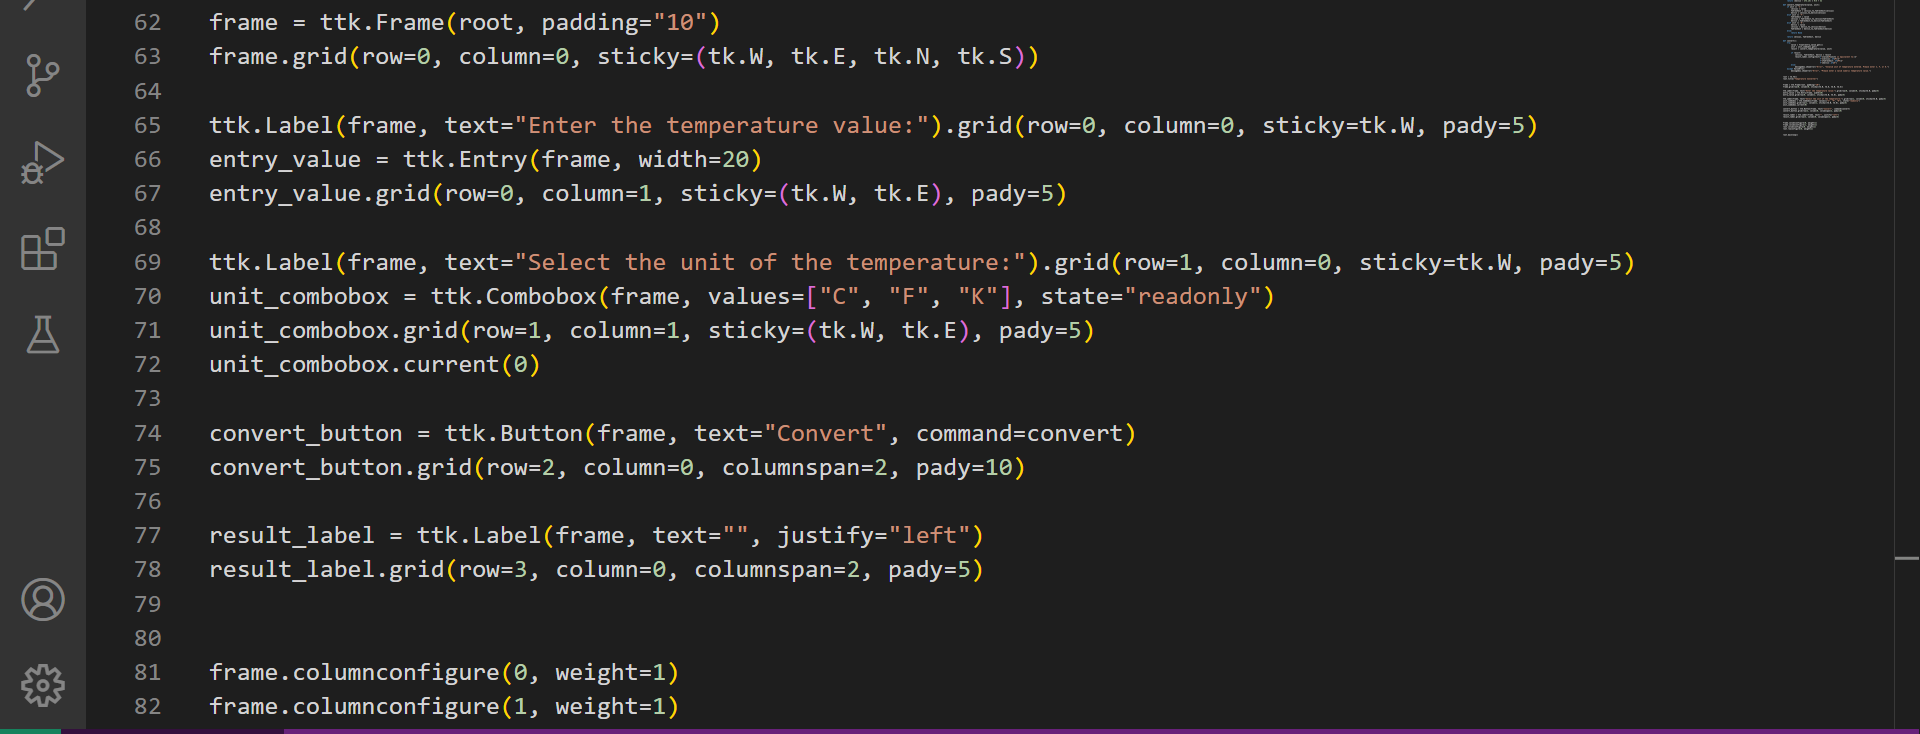 62 frame = ttk.Frame(root, padding="10")
63 frame.grid(row=0, column=0, sticky=(tk.W, tk.E, tk.N, tk.S))
64
65 ttk.Label(frame, text="Enter the temperature value:").grid(row=0, column=0, sticky=tk.W, pady=5)
66 entry_value = ttk.Entry(frame, width=20)
67 entry_value.grid(row=0, column=1, sticky=(tk.W, tk.E), pady=5)
68
69 ttk.Label(frame, text="Select the unit of the temperature:").grid(row=1, column=0, sticky=tk.W, pady=5)
70 unit_combobox = ttk.Combobox(frame, values=["C", "F", "K"], state="readonly")
71 unit_combobox.grid(row=1, column=1, sticky=(tk.W, tk.E), pady=5)
72 unit_combobox.current(0)
73
74 convert_button = ttk.Button(frame, text="Convert", command=convert)
75 convert_button.grid(row=2, column=0, columnspan=2, pady=10)
76
77 result_label = ttk.Label(frame, text="", justify="left")
78 result_label.grid(row=3, column=0, columnspan=2, pady=5)
79
80
81 frame.columnconfigure(0, weight=1)
82 frame.columnconfigure(1, weight=1)